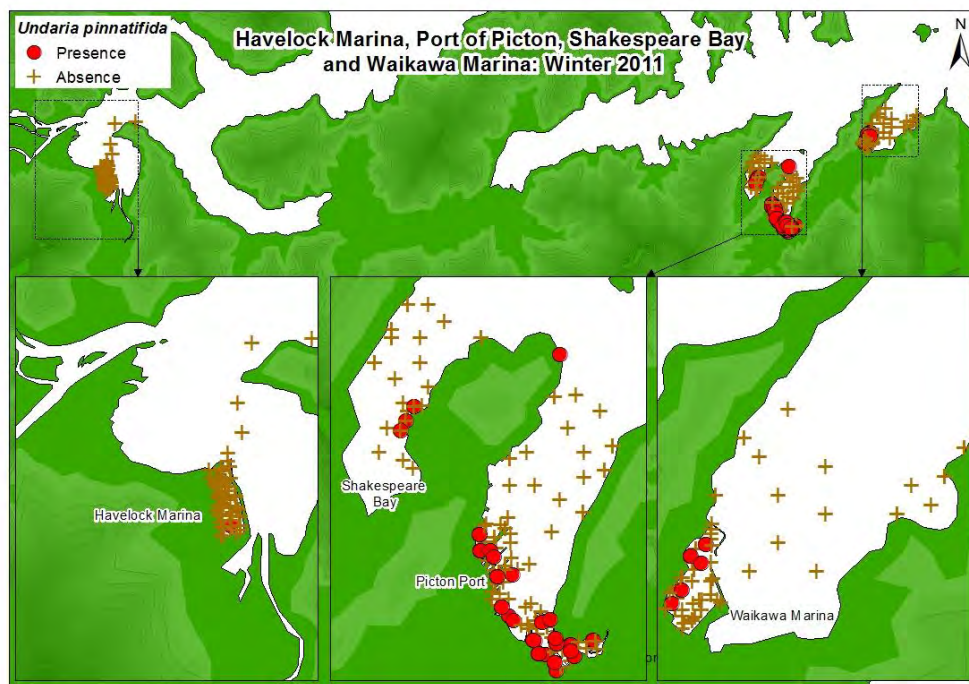 Undaria pinnatifida
Presence
Absence
Havelock Marina, Port of Picton, Shakespeare Bay
and Waikawa Marina: Winter 2011
N
Havelock Marina
Shakespeare
Bay
Picton Port
Waikawa Marina